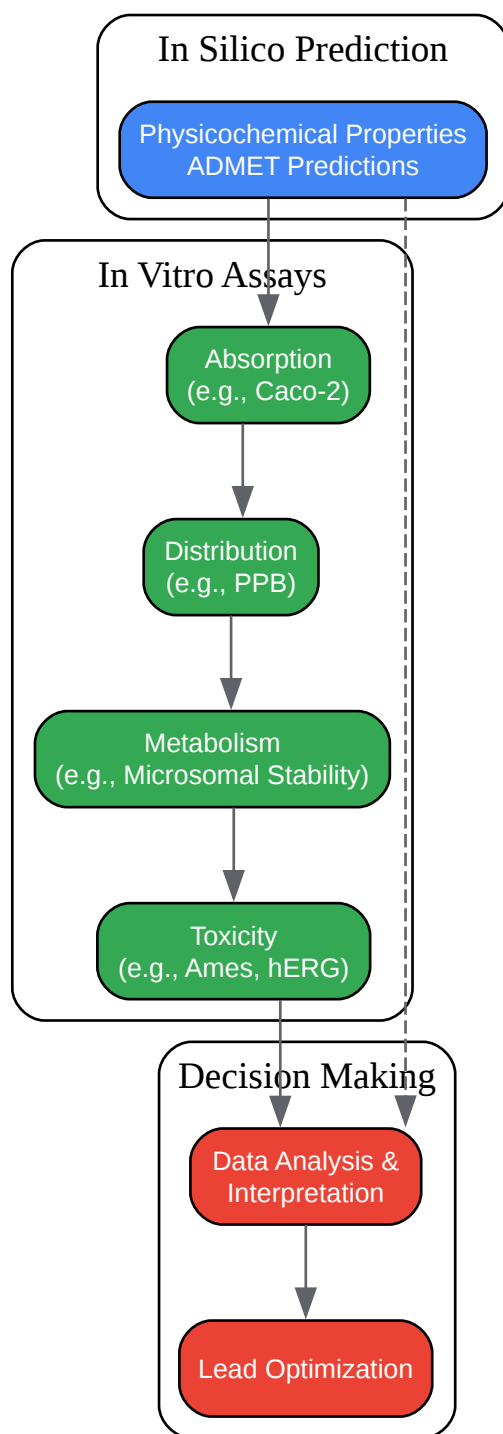 In Silico Prediction
Physicochemical Properties
ADMET Predictions
In Vitro Assays
Absorption
(e.g., Caco-2)
Distribution
(e.g., PPB)
Metabolism
(e.g., Microsomal Stability)
Toxicity
(e.g., Ames, hERG)
Decision Making
Data Analysis &
Interpretation
Lead Optimization